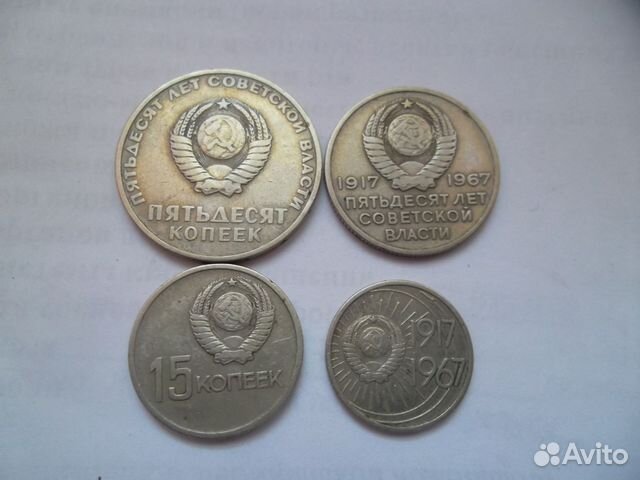 ПЯТЬДЕСЯТ ЛЕТ СОВЕТСКОЙ ВЛАСТИ
ПЯТЬДЕСЯТ
КОПЕЕК
1917 1967
ПЯТЬДЕСЯТ ЛЕТ
СОВЕТСКОЙ
ВЛАСТИ
15 КОПЕЕК
1917
1967
Avito